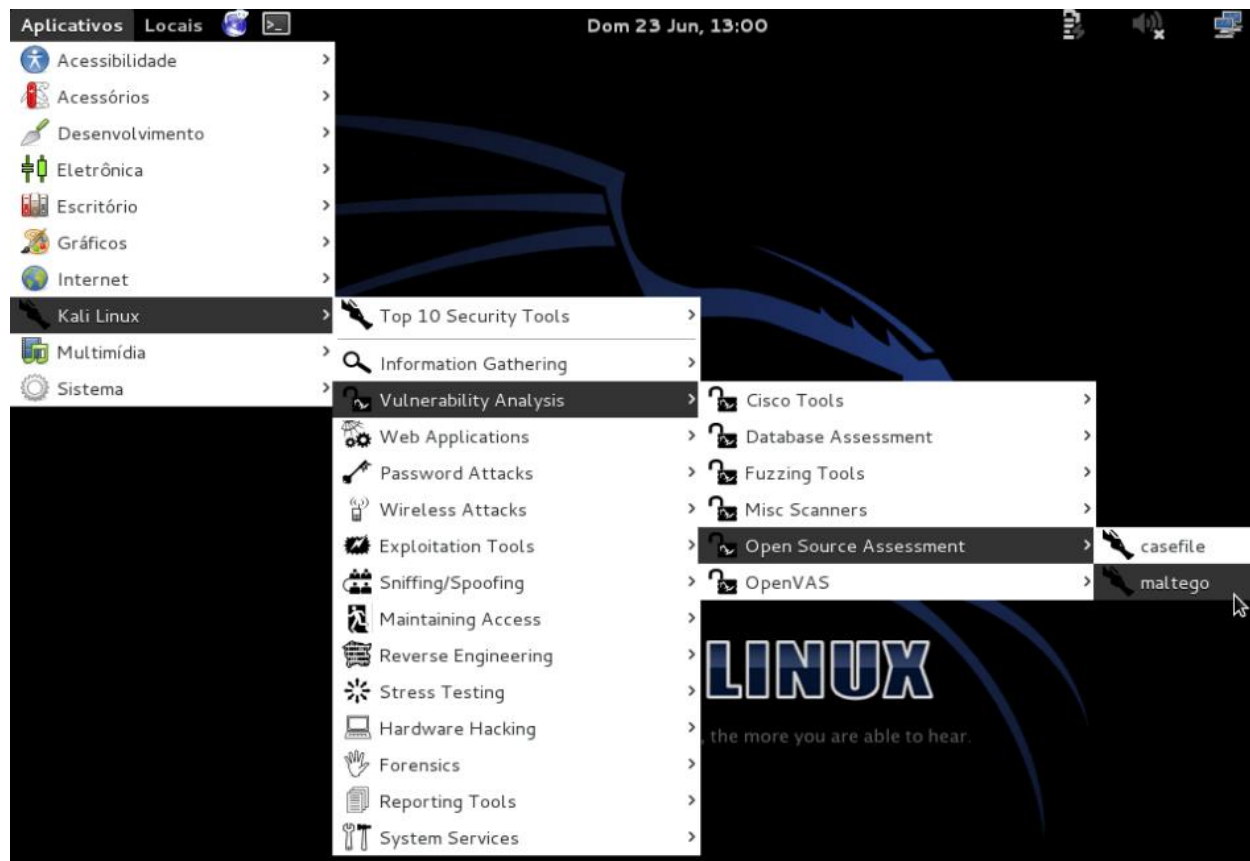 Aplicativos Locais Dom 23 Jun, 13:00
Acessibilidade
Acessórios
Desenvolvimento
Eletrônica
Escritório
Gráficos
Internet
Kali Linux
Multimídia
Sistema
Top 10 Security Tools
Information Gathering
Vulnerability Analysis
Web Applications
Password Attacks
Wireless Attacks
Exploitation Tools
Sniffing/Spoofing
Maintaining Access
Reverse Engineering
Stress Testing
Hardware Hacking
Forensics
Reporting Tools
System Services
Cisco Tools
Database Assessment
Fuzzing Tools
Misc Scanners
Open Source Assessment
OpenVAS
casefile
maltego
LINUX
, the more you are able to hear.